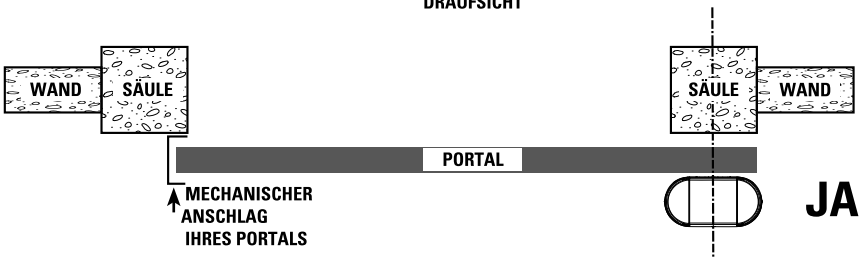 DRAUFSICHT
WAND SÄULE SÄULE WAND
PORTAL
JA
MECHANISCHER
ANSCHLAG
IHRES PORTALS